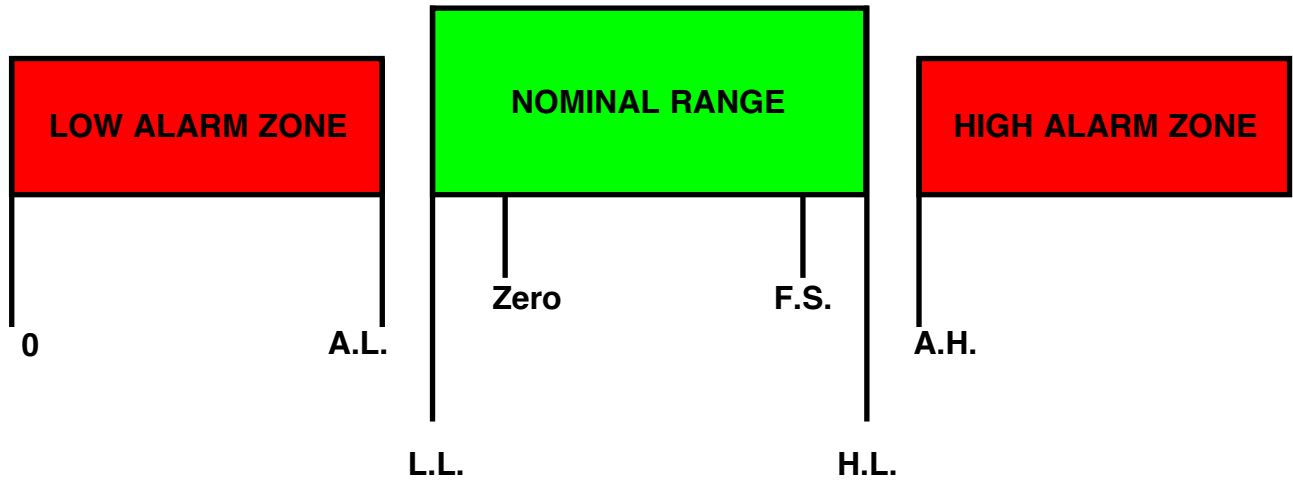 NOMINAL RANGE
LOW ALARM ZONE
HIGH ALARM ZONE
Zero
F.S.
0
A.L.
A.H.
L.L.
H.L.